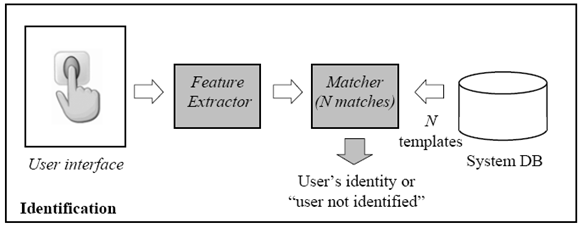 Feature
Extractor
Matcher
(N matches)
N
templates
User interface
System DB
User's identity or
“user not identified”
Identification